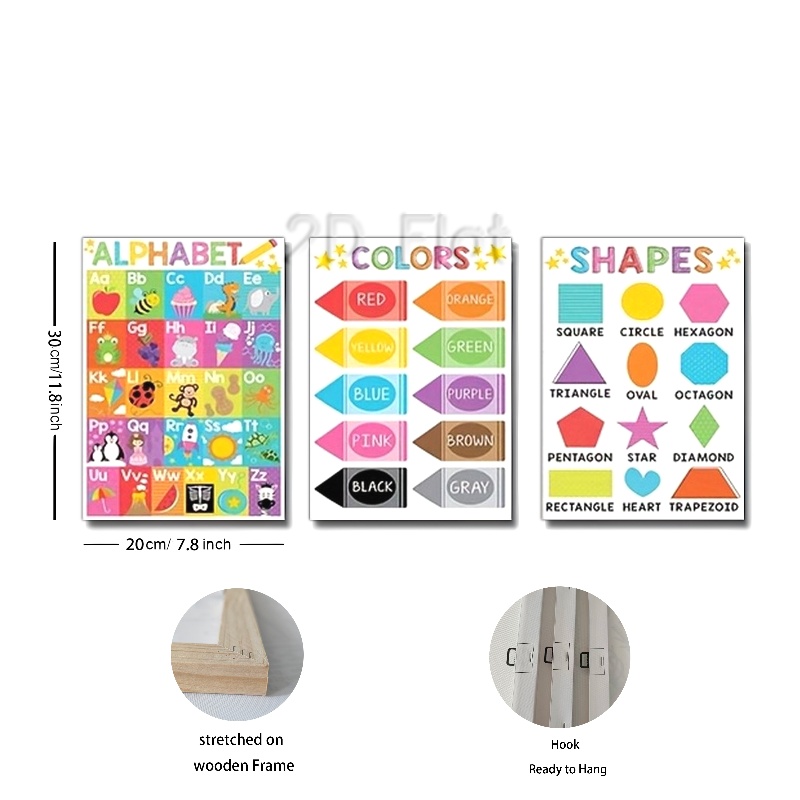 2D Flat
ALPHABET
Aa Bb Cc Dd Ee
Ff Gg Hh Ii Jj
Kk Ll Mm Nn Oo
Pp Qq Rr Ss Tt
Uu Vv Ww Xx Yy Zz
COLORS
RED ORANGE
YELLOW GREEN
BLUE PURPLE
PINK BROWN
BLACK GRAY
SHAPES
SQUARE CIRCLE HEXAGON
TRIANGLE OVAL OCTAGON
PENTAGON STAR DIAMOND
RECTANGLE HEART TRAPEZOID
30cm/11.8inch
20cm/ 7.8 inch
stretched on
wooden Frame
Hook
Ready to Hang